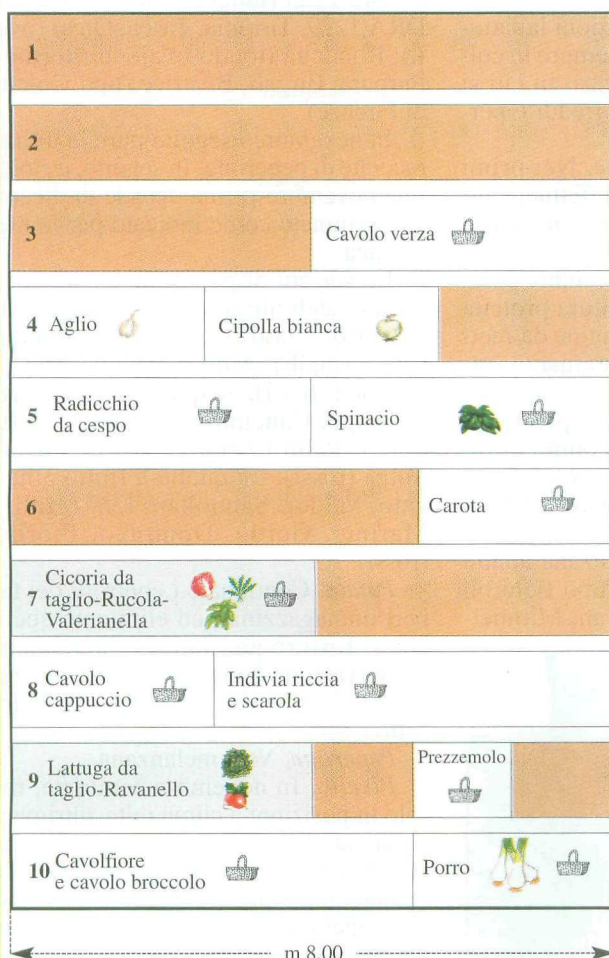 1
2
3
Cavolo verza
4 Aglio
Cipolla bianca
5 Radicchio
da cespo
Spinacio
6
Carota
Cicoria da
7 taglio-Rucola-
Valerianella
8 Cavolo
cappuccio
Indivia riccia
e scarola
9 Lattuga da
taglio-Ravanello
Prezzemolo
10 Cavolfiore
e cavolo broccolo
Porro
m 8,00